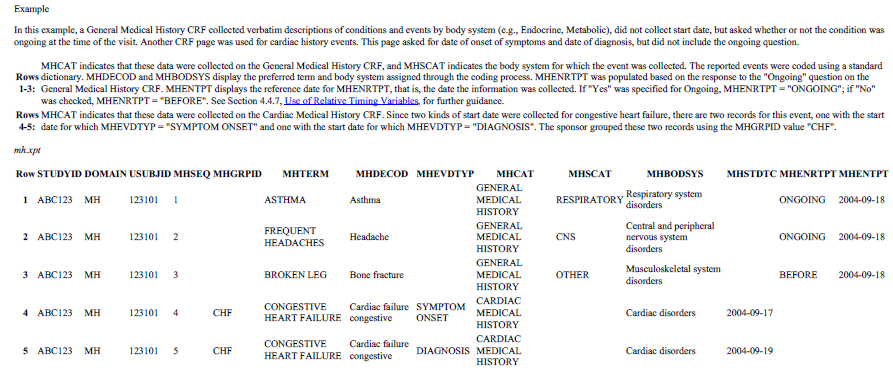 Example
In this example, a General Medical History CRF collected verbatim descriptions of conditions and events by body system (e.g., Endocrine, Metabolic), did not collect start date, but asked whether or not the condition was
ongoing at the time of the visit. Another CRF page was used for cardiac history events. This page asked for date of onset of symptoms and date of diagnosis, but did not include the ongoing question.
MHCAT indicates that these data were collected on the General Medical History CRF, and MHSCAT indicates the body system for which the event was collected. The reported events were coded using a standard
Rows dictionary. MHDECOD and MHBODSYS display the preferred term and body system assigned through the coding process. MHENRTPT was populated based on the response to the "Ongoing" question on the
1-3: General Medical History CRF. MHENTPT displays the reference date for MHENRTPT, that is, the date the information was collected. If "Yes" was specified for Ongoing, MHENRTPT = "ONGOING"; if "No"
was checked, MHENRTPT = "BEFORE". See Section 4.4.7, Use of Relative Timing Variables, for further guidance.
Rows MHCAT indicates that these data were collected on the Cardiac Medical History CRF. Since two kinds of start date were collected for congestive heart failure, there are two records for this event, one with the start
4-5: date for which MHEVDTYP = "SYMPTOM ONSET" and one with the start date for which MHEVDTYP = "DIAGNOSIS". The sponsor grouped these two records using the MHGRPID value "CHF".
mh.xpt
Row STUDYID DOMAIN USUBJID MHSEQ MHGRPID MHTERM MHDECOD MHEVDTYP MHCAT MHSCAT MHBODSYS MHSTDTC MHENRTPT MHENTPT
1 ABC123 MH 123101 1 ASTHMA Asthma GENERAL MEDICAL HISTORY RESPIRATORY Respiratory system disorders ONGOING 2004-09-18
2 ABC123 MH 123101 2 FREQUENT HEADACHES Headache GENERAL MEDICAL HISTORY CNS Central and peripheral nervous system disorders ONGOING 2004-09-18
3 ABC123 MH 123101 3 BROKEN LEG Bone fracture GENERAL MEDICAL HISTORY OTHER Musculoskeletal system disorders BEFORE 2004-09-18
4 ABC123 MH 123101 4 CHF CONGESTIVE HEART FAILURE Cardiac failure congestive SYMPTOM ONSET CARDIAC MEDICAL HISTORY Cardiac disorders 2004-09-17
5 ABC123 MH 123101 5 CHF CONGESTIVE HEART FAILURE Cardiac failure congestive DIAGNOSIS CARDIAC MEDICAL HISTORY Cardiac disorders 2004-09-19